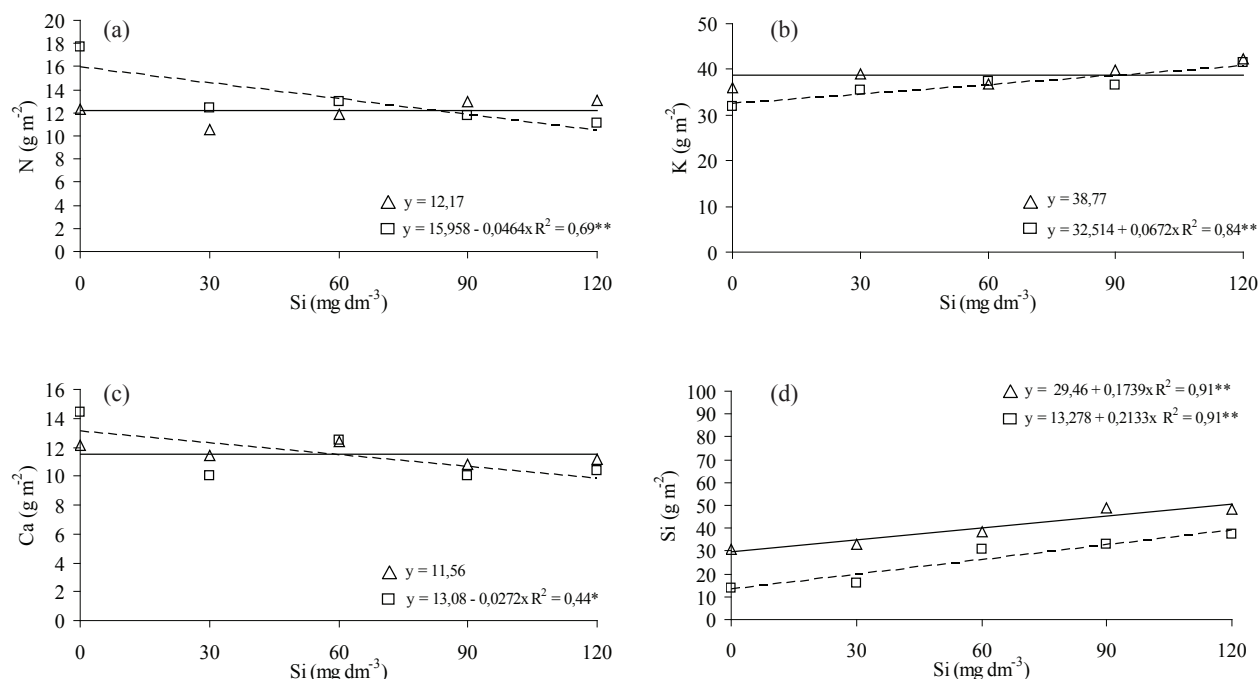 (a)
20
18
16
14
12
10
8
6
4
2
0
N (g m-2)
y = 12,17
y = 15,958 - 0,0464x R2 = 0,69**
0 30 60 90 120
Si (mg dm-3)
(b)
50
40
30
20
10
0
K (g m-2)
y = 38,77
y = 32,514 + 0,0672x R2 = 0,84**
0 30 60 90 120
Si (mg dm-3)
(c)
16
14
12
10
8
6
4
2
0
Ca (g m-2)
y = 11,56
y = 13,08 - 0,0272x R2 = 0,44*
0 30 60 90 120
Si (mg dm-3)
(d)
y = 29,46 + 0,1739x R2 = 0,91**
y = 13,278 + 0,2133x R2 = 0,91**
100
90
80
70
60
50
40
30
20
10
0
Si (g m-2)
0 30 60 90 120
Si (mg dm-3)